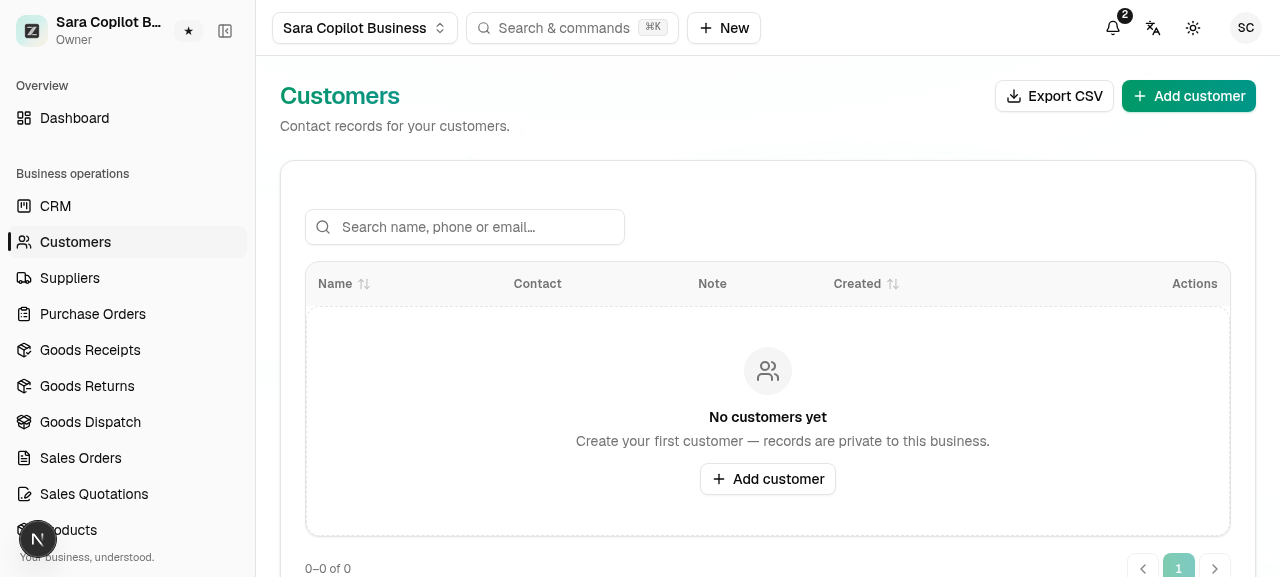 Sara Copilot B...
Owner
Overview
Dashboard
Business operations
CRM
Customers
Suppliers
Purchase Orders
Goods Receipts
Goods Returns
Goods Dispatch
Sales Orders
Sales Quotations
Your business, understood.
Sara Copilot Business
Search & commands ⌘K
+ New
2
SC
Customers
Contact records for your customers.
Export CSV
+ Add customer
Search name, phone or email...
Name Contact Note Created Actions
No customers yet
Create your first customer — records are private to this business.
+ Add customer
0–0 of 0
1